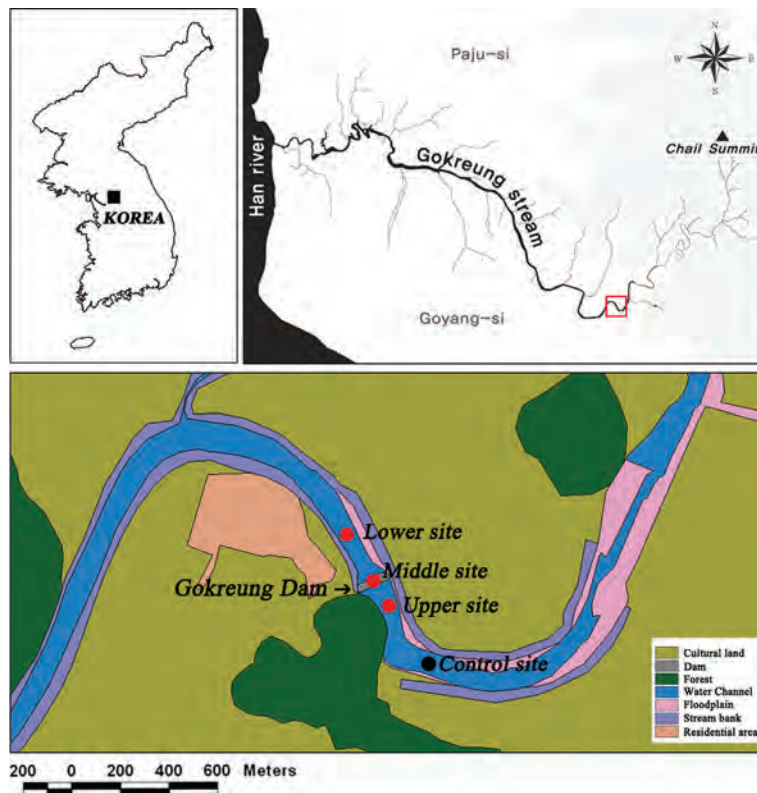 KOREA
Han river
Paju-si
Gokreung stream
Goyang-si
N
W
E
S
Chail Summit
Lower site
Middle site
Gokreung Dam →
Upper site
Control site
Cultural land
Dam
Forest
Water Channel
Floodplain
Stream bank
Residential area
200 0 200 400 600 Meters